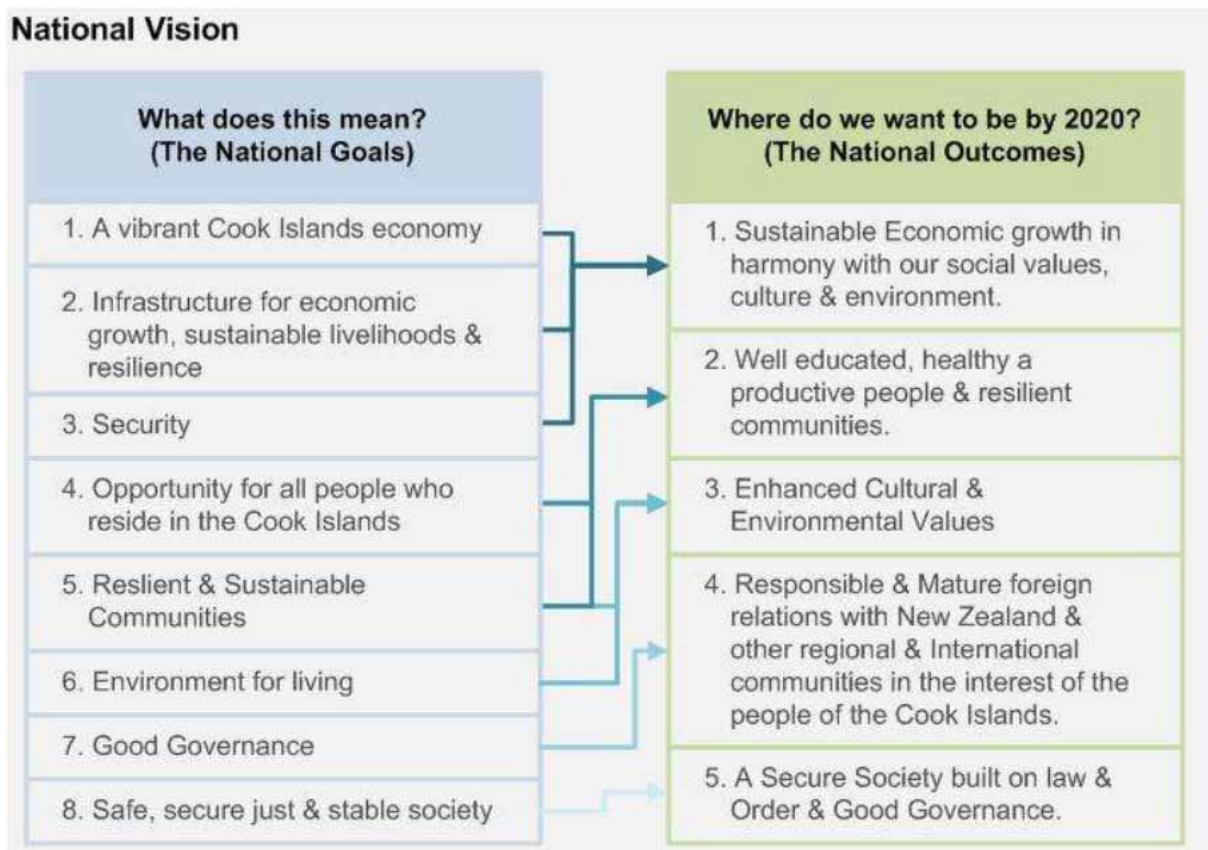 National Vision
What does this mean?
(The National Goals)
1. A vibrant Cook Islands economy
2. Infrastructure for economic
growth, sustainable livelihoods &
resilience
3. Security
4. Opportunity for all people who
reside in the Cook Islands
5. Reslient & Sustainable
Communities
6. Environment for living
7. Good Governance
8. Safe, secure just & stable society
Where do we want to be by 2020?
(The National Outcomes)
1. Sustainable Economic growth in
harmony with our social values,
culture & environment.
2. Well educated, healthy a
productive people & resilient
communities.
3. Enhanced Cultural &
Environmental Values
4. Responsible & Mature foreign
relations with New Zealand &
other regional & International
communities in the interest of the
people of the Cook Islands.
5. A Secure Society built on law &
Order & Good Governance.